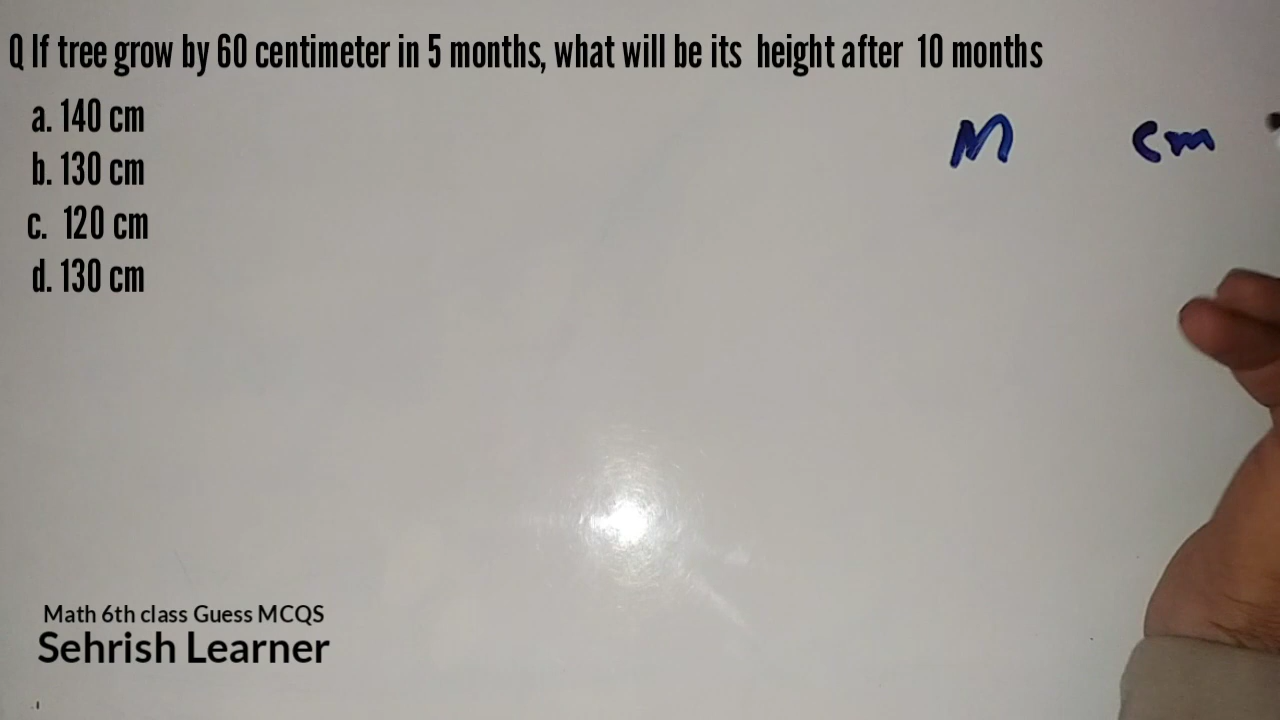 Q If tree grow by 60 centimeter in 5 months, what will be its height after 10 months
a. 140 cm
b. 130 cm
c. 120 cm
d. 130 cm
M cm
Math 6th class Guess MCQS
Sehrish Learner